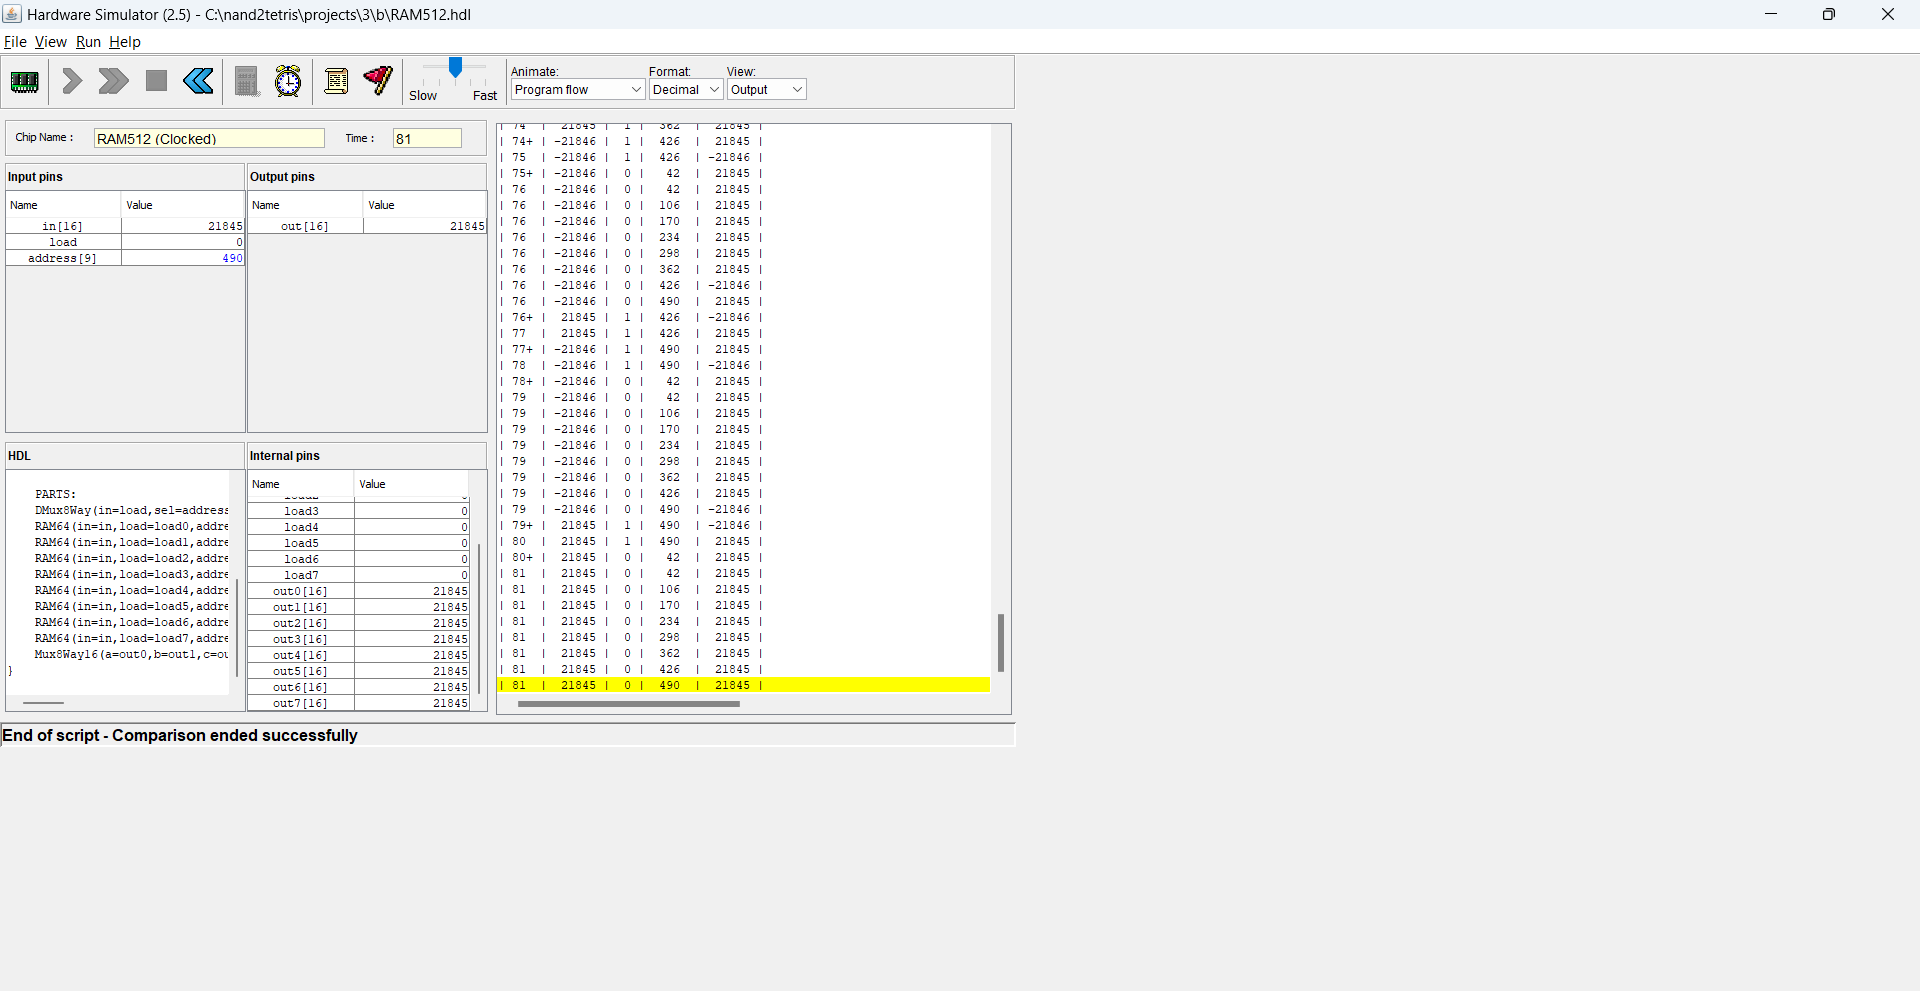 Hardware Simulator (2.5) - C:\nand2tetris\projects\3\b\RAM512.hdl
File View Run Help
Slow Fast
Animate: Format: View:
Program flow Decimal Output
Chip Name : RAM512 (Clocked) Time : 81
Input pins
Name Value
in[16] 21845
load 0
address[9] 490
Output pins
Name Value
out[16] 21845
HDL
PARTS:
DMux8Way(in=load,sel=address
RAM64(in=in,load=load0,addre
RAM64(in=in,load=load1,addre
RAM64(in=in,load=load2,addre
RAM64(in=in,load=load3,addre
RAM64(in=in,load=load4,addre
RAM64(in=in,load=load5,addre
RAM64(in=in,load=load6,addre
RAM64(in=in,load=load7,addre
Mux8Way16(a=out0,b=out1,c=ou
}
Internal pins
Name Value
load3 0
load4 0
load5 0
load6 0
load7 0
out0[16] 21845
out1[16] 21845
out2[16] 21845
out3[16] 21845
out4[16] 21845
out5[16] 21845
out6[16] 21845
out7[16] 21845
| 74 | 21845 | 1 | 362 | 21845 |
| 74+ | -21846 | 1 | 426 | 21845 |
| 75 | -21846 | 1 | 426 | -21846 |
| 75+ | -21846 | 0 | 42 | 21845 |
| 76 | -21846 | 0 | 42 | 21845 |
| 76 | -21846 | 0 | 106 | 21845 |
| 76 | -21846 | 0 | 170 | 21845 |
| 76 | -21846 | 0 | 234 | 21845 |
| 76 | -21846 | 0 | 298 | 21845 |
| 76 | -21846 | 0 | 362 | 21845 |
| 76 | -21846 | 0 | 426 | -21846 |
| 76 | -21846 | 0 | 490 | 21845 |
| 76+ | 21845 | 1 | 426 | -21846 |
| 77 | 21845 | 1 | 426 | 21845 |
| 77+ | -21846 | 1 | 490 | 21845 |
| 78 | -21846 | 1 | 490 | -21846 |
| 78+ | -21846 | 0 | 42 | 21845 |
| 79 | -21846 | 0 | 42 | 21845 |
| 79 | -21846 | 0 | 106 | 21845 |
| 79 | -21846 | 0 | 170 | 21845 |
| 79 | -21846 | 0 | 234 | 21845 |
| 79 | -21846 | 0 | 298 | 21845 |
| 79 | -21846 | 0 | 362 | 21845 |
| 79 | -21846 | 0 | 426 | 21845 |
| 79 | -21846 | 0 | 490 | -21846 |
| 79+ | 21845 | 1 | 490 | -21846 |
| 80 | 21845 | 1 | 490 | 21845 |
| 80+ | 21845 | 0 | 42 | 21845 |
| 81 | 21845 | 0 | 42 | 21845 |
| 81 | 21845 | 0 | 106 | 21845 |
| 81 | 21845 | 0 | 170 | 21845 |
| 81 | 21845 | 0 | 234 | 21845 |
| 81 | 21845 | 0 | 298 | 21845 |
| 81 | 21845 | 0 | 362 | 21845 |
| 81 | 21845 | 0 | 426 | 21845 |
| 81 | 21845 | 0 | 490 | 21845 |
End of script - Comparison ended successfully